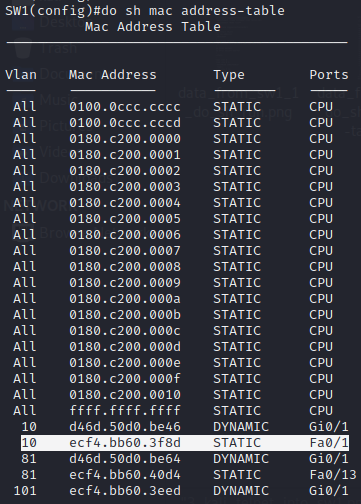 SW1(config)#do sh mac address-table
Mac Address Table
Vlan Mac Address Type Ports
All 0100.0ccc.cccc STATIC CPU
All 0100.0ccc.cccd STATIC CPU
All 0180.c200.0000 STATIC CPU
All 0180.c200.0001 STATIC CPU
All 0180.c200.0002 STATIC CPU
All 0180.c200.0003 STATIC CPU
All 0180.c200.0004 STATIC CPU
All 0180.c200.0005 STATIC CPU
All 0180.c200.0006 STATIC CPU
All 0180.c200.0007 STATIC CPU
All 0180.c200.0008 STATIC CPU
All 0180.c200.0009 STATIC CPU
All 0180.c200.000a STATIC CPU
All 0180.c200.000b STATIC CPU
All 0180.c200.000c STATIC CPU
All 0180.c200.000d STATIC CPU
All 0180.c200.000e STATIC CPU
All 0180.c200.000f STATIC CPU
All 0180.c200.0010 STATIC CPU
All ffff.ffff.ffff STATIC CPU
10 d46d.50d0.be46 DYNAMIC Gi0/1
10 ecf4.bb60.3f8d STATIC Fa0/1
81 d46d.50d0.be64 DYNAMIC Gi0/1
81 ecf4.bb60.40d4 STATIC Fa0/13
101 ecf4.bb60.3eed DYNAMIC Gi0/1